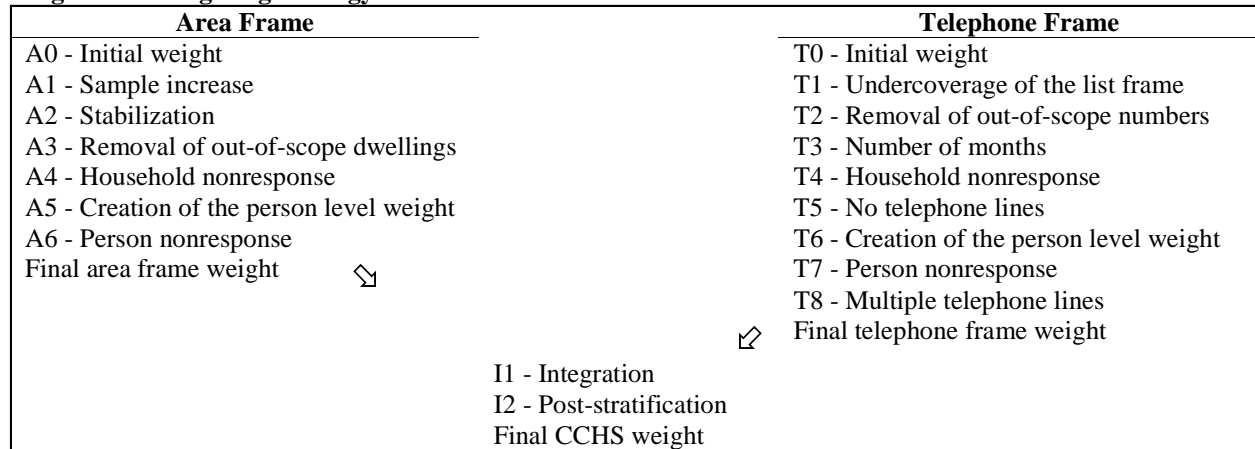 Area Frame
A0 - Initial weight
A1 - Sample increase
A2 - Stabilization
A3 - Removal of out-of-scope dwellings
A4 - Household nonresponse
A5 - Creation of the person level weight
A6 - Person nonresponse
Final area frame weight
Telephone Frame
T0 - Initial weight
T1 - Undercoverage of the list frame
T2 - Removal of out-of-scope numbers
T3 - Number of months
T4 - Household nonresponse
T5 - No telephone lines
T6 - Creation of the person level weight
T7 - Person nonresponse
T8 - Multiple telephone lines
Final telephone frame weight
I1 - Integration
I2 - Post-stratification
Final CCHS weight